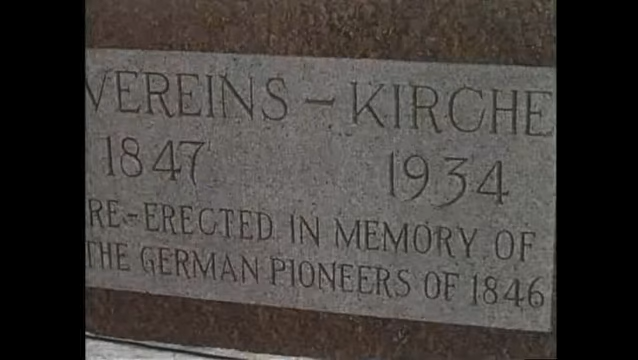 VEREINS - KIRCHE
1847 1934
RE-ERECTED IN MEMORY OF
THE GERMAN PIONEERS OF 1846